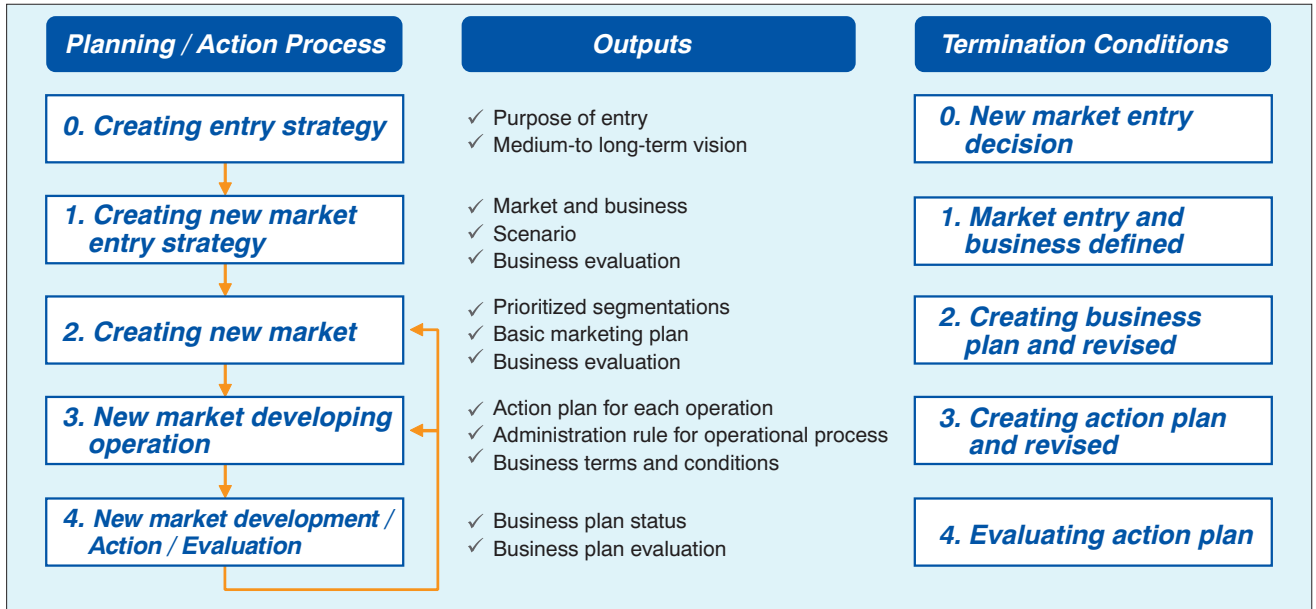 Planning / Action Process
Outputs
Termination Conditions
0. Creating entry strategy
✓ Purpose of entry
✓ Medium-to long-term vision
0. New market entry
decision
1. Creating new market
entry strategy
✓ Market and business
✓ Scenario
✓ Business evaluation
1. Market entry and
business defined
2. Creating new market
✓ Prioritized segmentations
✓ Basic marketing plan
✓ Business evaluation
2. Creating business
plan and revised
3. New market developing
operation
✓ Action plan for each operation
✓ Administration rule for operational process
✓ Business terms and conditions
3. Creating action plan
and revised
4. New market development /
Action / Evaluation
✓ Business plan status
✓ Business plan evaluation
4. Evaluating action plan